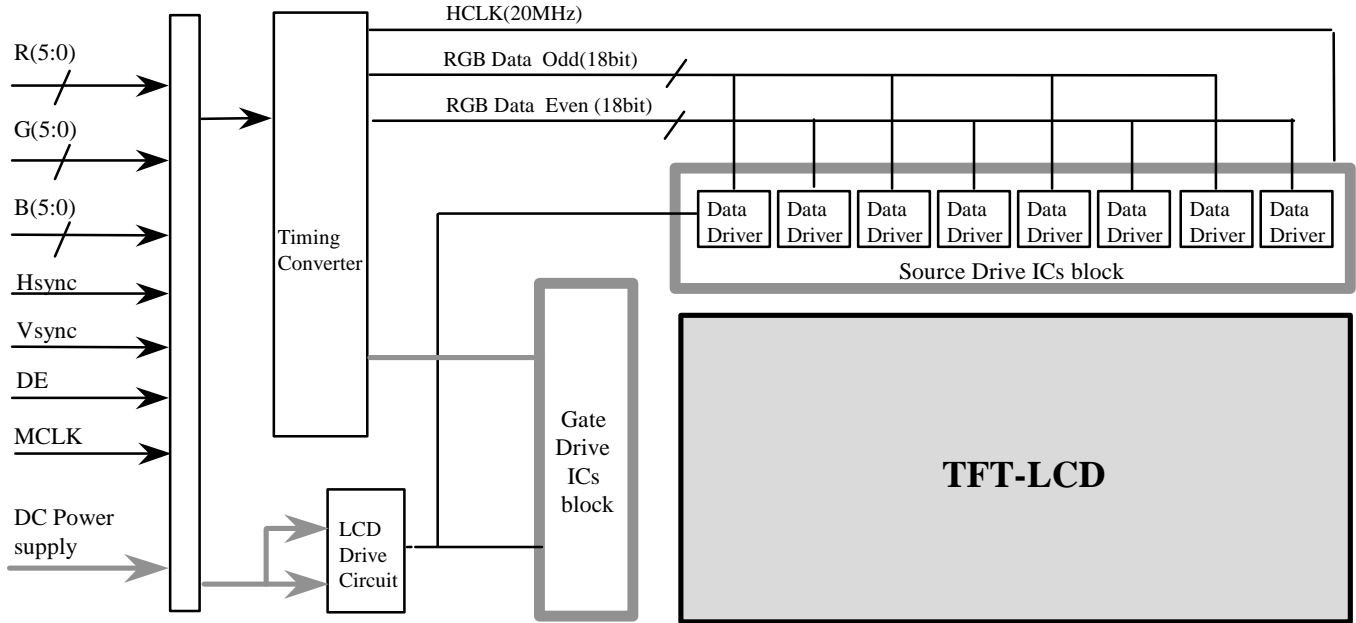 HCLK(20MHz)
R(5:0)
RGB Data Odd(18bit)
RGB Data Even (18bit)
G(5:0)
B(5:0)
Timing
Converter
Data
Driver
Data
Driver
Data
Driver
Data
Driver
Data
Driver
Data
Driver
Data
Driver
Data
Driver
Source Drive ICs block
Hsync
Vsync
DE
MCLK
Gate
Drive
ICs
block
TFT-LCD
DC Power
supply
LCD
Drive
Circuit